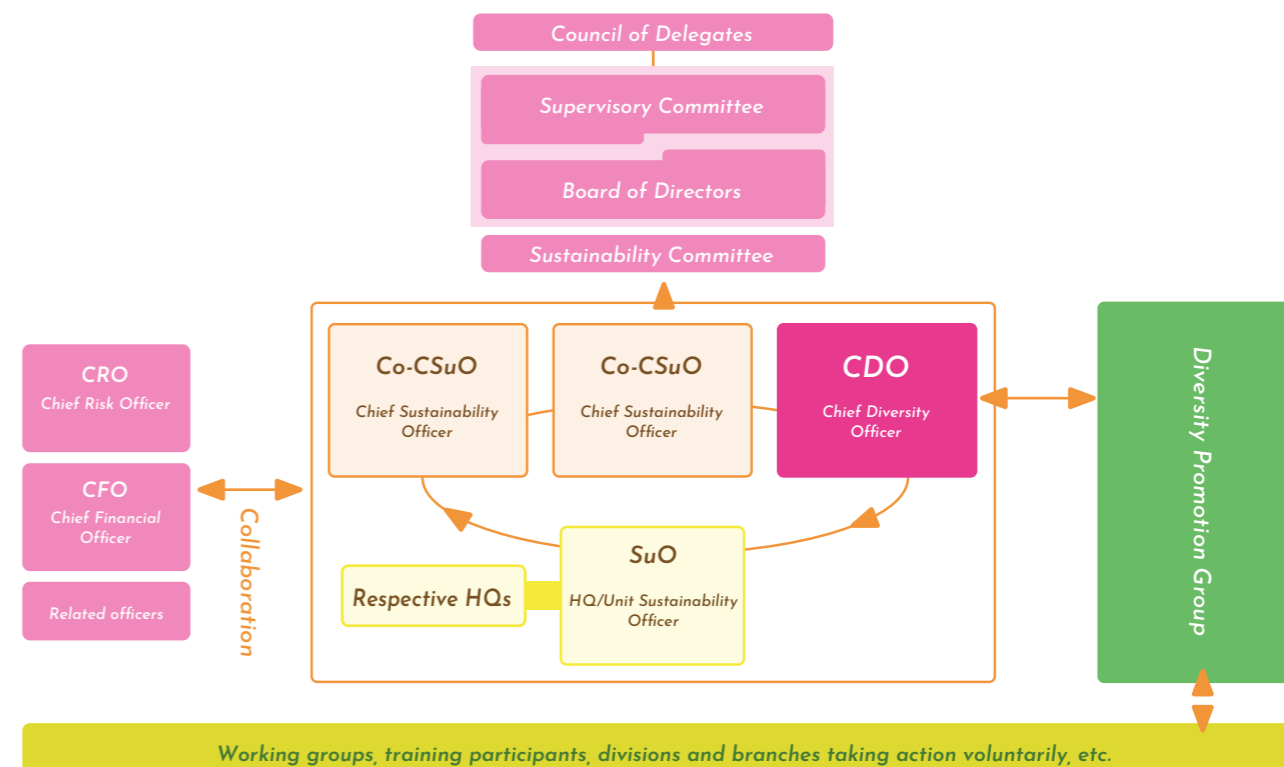 Council of Delegates
Supervisory Committee
Board of Directors
Sustainability Committee
CRO
Chief Risk Officer
CFO
Chief Financial
Officer
Related officers
Collaboration
Co-CSuO
Chief Sustainability
Officer
Co-CSuO
Chief Sustainability
Officer
CDO
Chief Diversity
Officer
Respective HQs
SuO
HQ/Unit Sustainability
Officer
Diversity Promotion Group
Working groups, training participants, divisions and branches taking action voluntarily, etc.